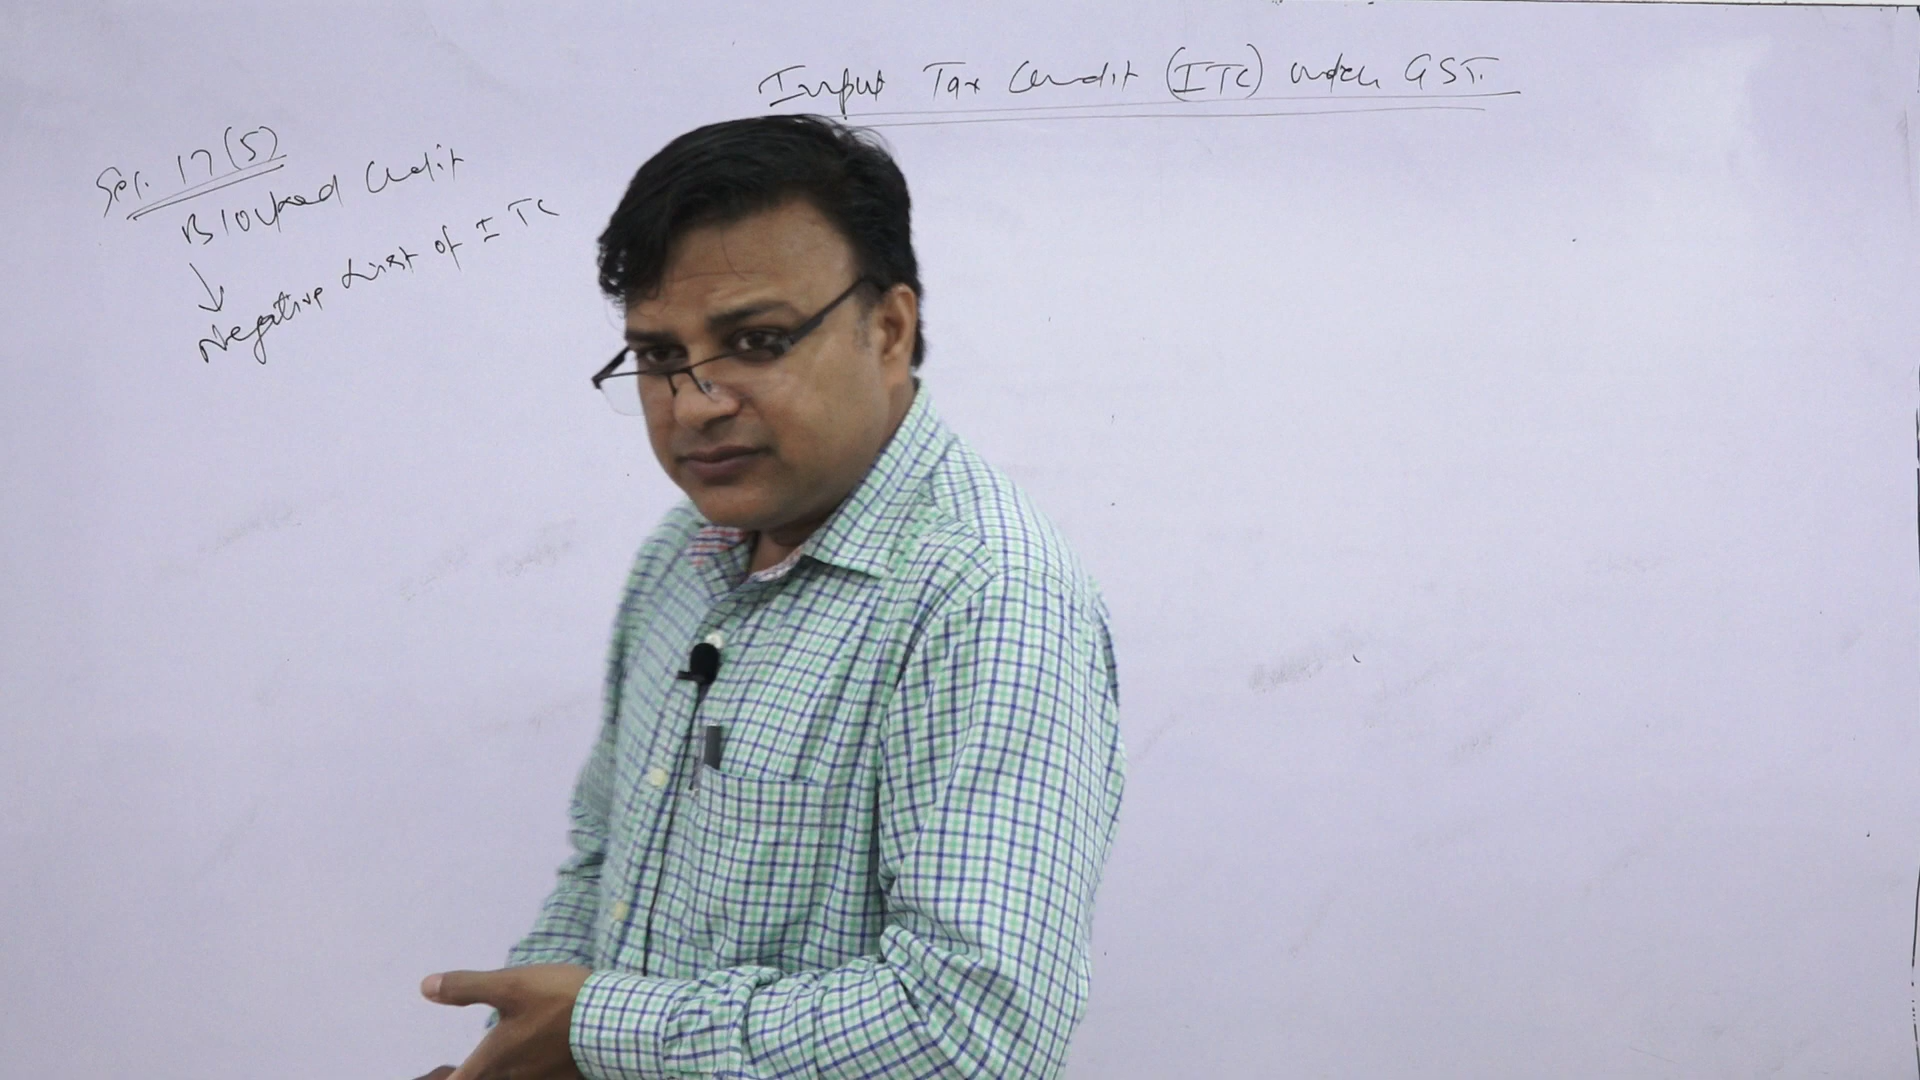 Input Tax Credit (ITC) under GST.
Sec. 17(5)
Blocked Credit
↓
Negative List of ITC